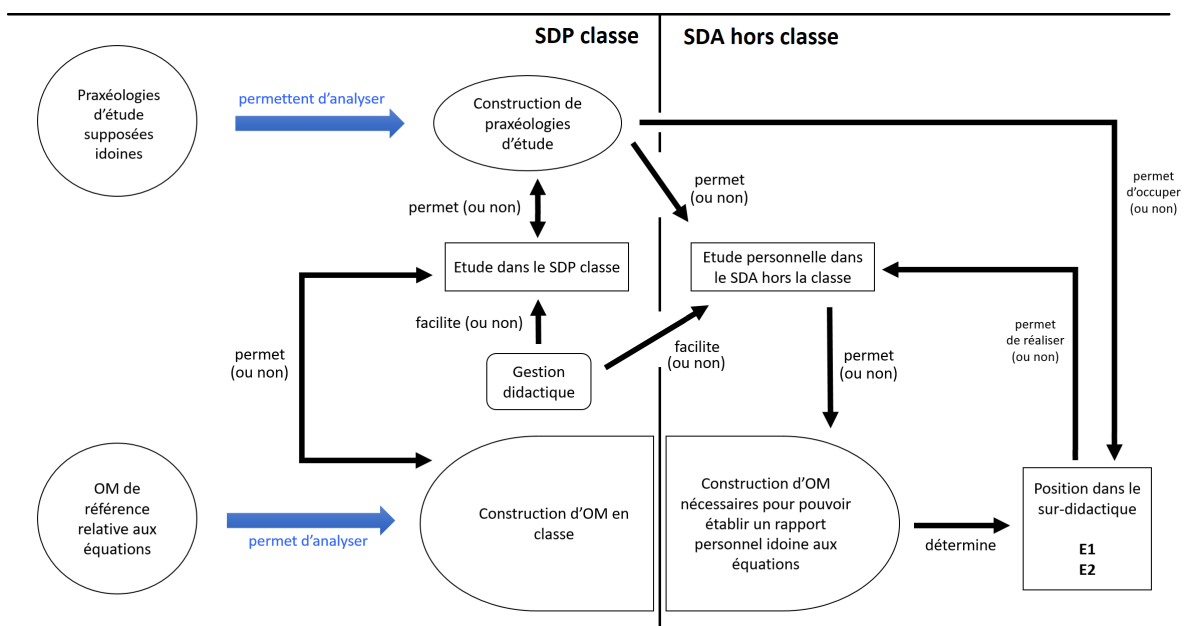 SDP classe
SDA hors classe
Praxéologies
d'étude
supposées
idoines
permettent d'analyser
Construction de
praxéologies
d'étude
permet
(ou non)
permet
d'occuper
(ou non)
permet (ou non)
Etude dans le SDP classe
Etude personnelle dans
le SDA hors la classe
facilite (ou non)
facilite
(ou non)
permet
(ou non)
permet
(ou non)
permet
de réaliser
(ou non)
Gestion
didactique
OM de
référence
relative aux
équations
permet d'analyser
Construction d'OM en
classe
Construction d'OM
nécessaires pour pouvoir
établir un rapport
personnel idoine aux
équations
détermine
Position dans le
sur-didactique
E1
E2